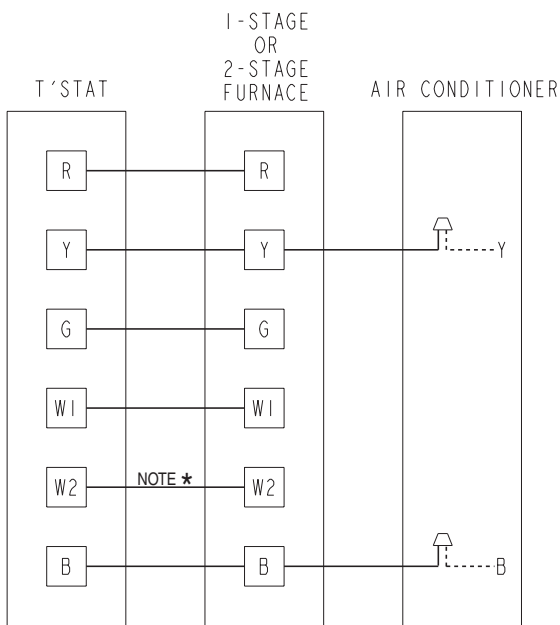 1-STAGE
OR
2-STAGE
FURNACE
T'STAT
AIR CONDITIONER
R R
Y Y Y
G G
W1 W1
W2 NOTE * W2
B B B